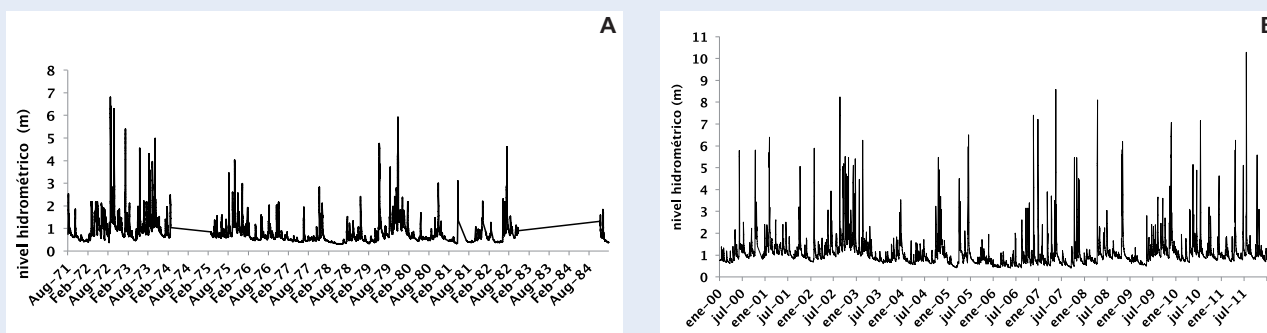 A
8
7
6
5
4
3
2
1
0
nivel hidrométrico (m)
Aug-71
Feb-72
Aug-72
Feb-73
Aug-73
Feb-74
Aug-74
Feb-75
Aug-75
Feb-76
Aug-76
Feb-77
Aug-77
Feb-78
Aug-78
Feb-79
Aug-79
Feb-80
Aug-80
Feb-81
Aug-81
Feb-82
Aug-82
Feb-83
Aug-83
Feb-84
Aug-84
11
10
9
8
7
6
5
4
3
2
1
0
nivel hidrométrico (m)
ene-00
jul-00
ene-01
jul-01
ene-02
jul-02
ene-03
jul-03
ene-04
jul-04
ene-05
jul-05
ene-06
jul-06
ene-07
jul-07
ene-08
jul-08
ene-09
jul-09
ene-10
jul-10
ene-11
jul-11